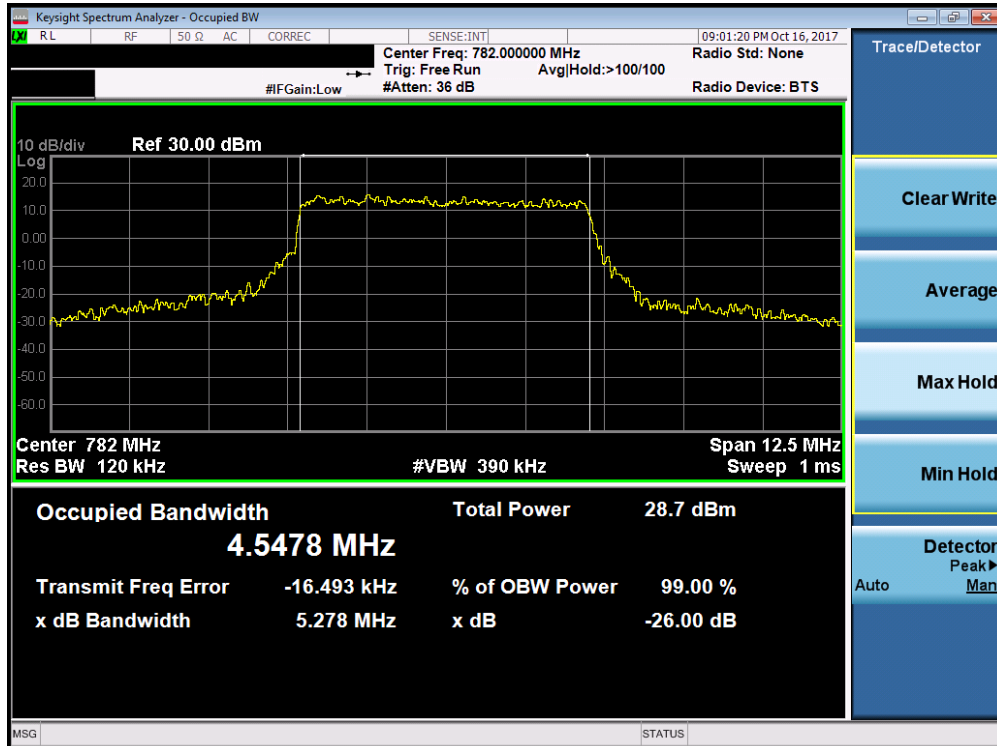 Keysight Spectrum Analyzer - Occupied BW
LXI RL RF 50 Ω AC CORREC SENSE:INT 09:01:20 PM Oct 16, 2017
Center Freq: 782.000000 MHz Radio Std: None
Trig: Free Run Avg|Hold:>100/100
#IFGain:Low #Atten: 36 dB Radio Device: BTS
Trace/Detector
10 dB/div Ref 30.00 dBm
Log
20.0
10.0
0.00
-10.0
-20.0
-30.0
-40.0
-50.0
-60.0
Center 782 MHz Span 12.5 MHz
Res BW 120 kHz #VBW 390 kHz Sweep 1 ms
Occupied Bandwidth Total Power 28.7 dBm
4.5478 MHz
Transmit Freq Error -16.493 kHz % of OBW Power 99.00 %
x dB Bandwidth 5.278 MHz x dB -26.00 dB
Clear Write
Average
Max Hold
Min Hold
Detector
Peak
Auto Man
MSG STATUS